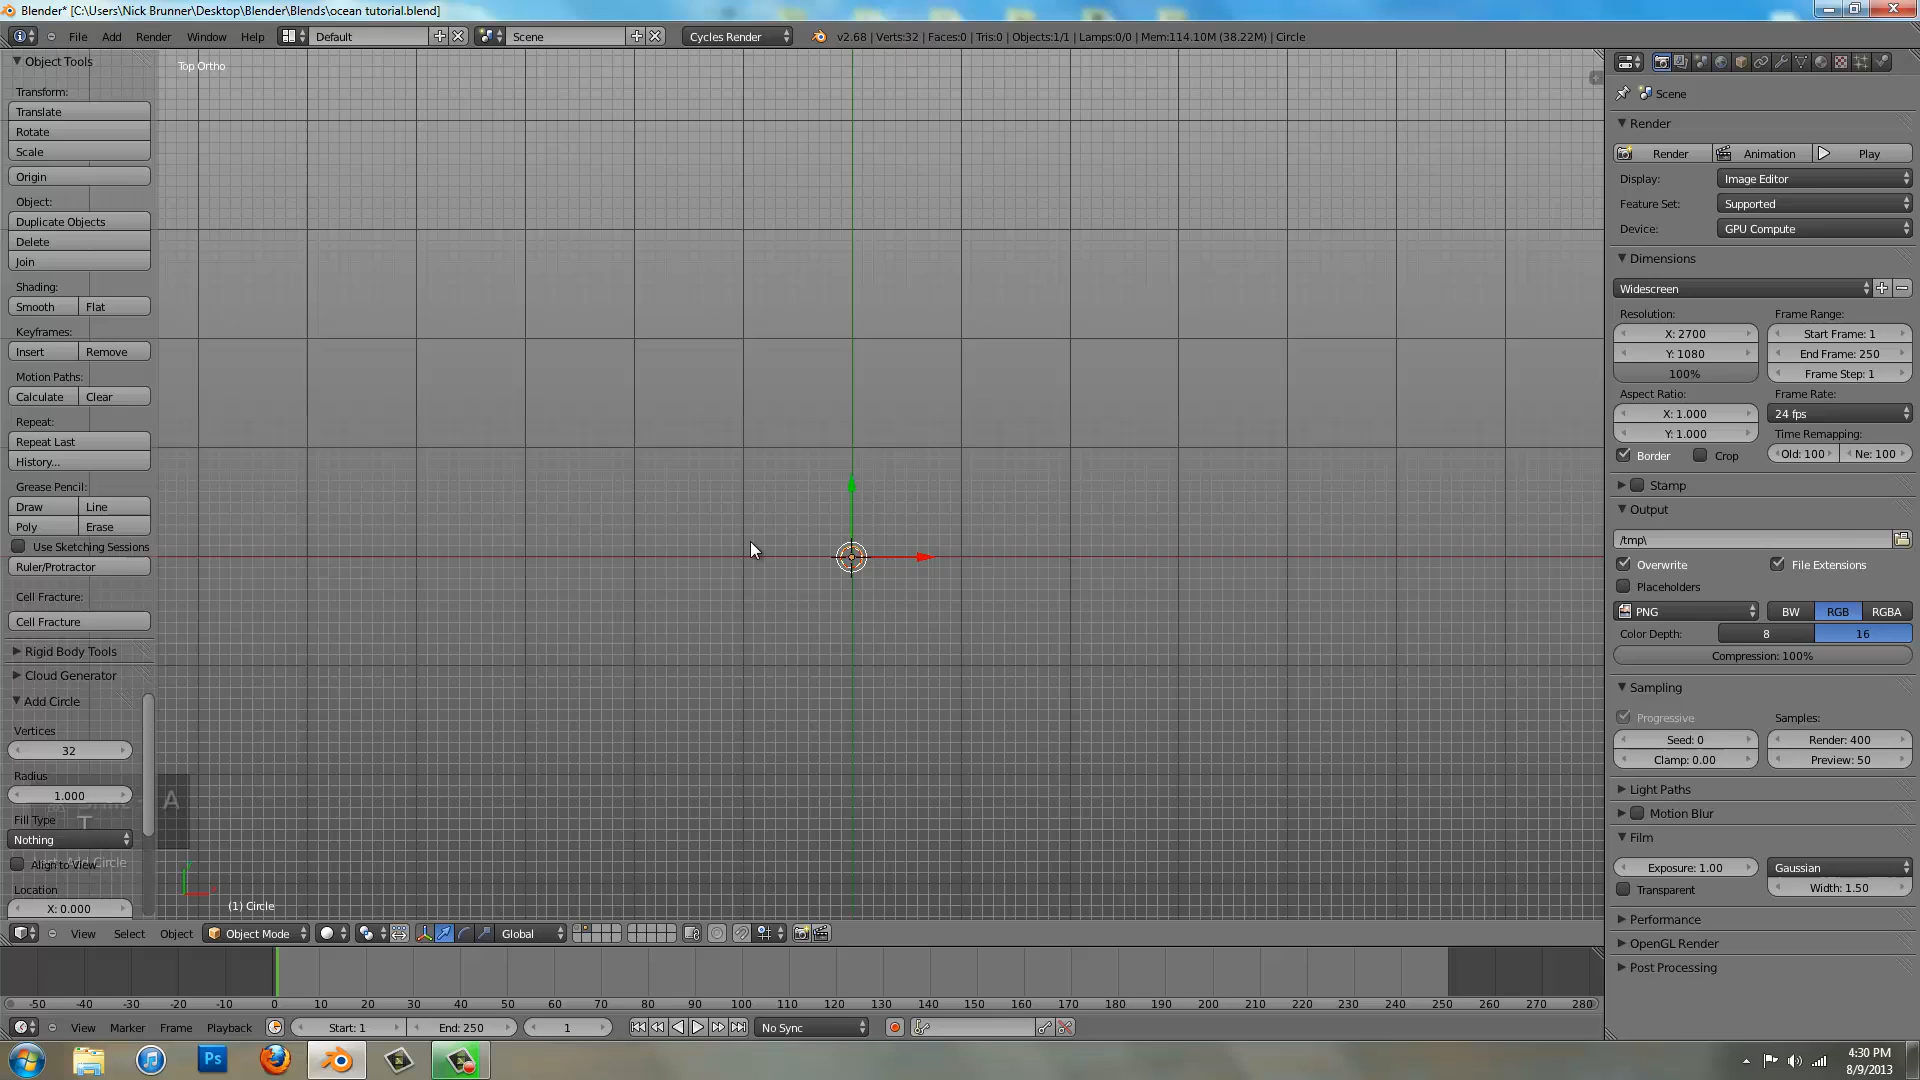 Blender* [C:\Users\Nick Brunner\Desktop\Blender\Blends\ocean tutorial.blend]
File Add Render Window Help Default Scene Cycles Render v2.68 | Verts:32 | Faces:0 | Tris:0 | Objects:1/1 | Lamps:0/0 | Mem:114.10M (38.22M) | Circle
Object Tools
Transform:
Translate
Rotate
Scale
Origin
Object:
Duplicate Objects
Delete
Join
Shading:
Smooth Flat
Keyframes:
Insert Remove
Motion Paths:
Calculate Clear
Repeat:
Repeat Last
History...
Grease Pencil:
Draw Line
Poly Erase
Use Sketching Sessions
Ruler/Protractor
Cell Fracture:
Cell Fracture
Rigid Body Tools
Cloud Generator
Add Circle
Vertices
32
Radius
1.000
Fill Type
Nothing
Align to View
Location
X: 0.000
Top Ortho
A
T
Add Circle
(1) Circle
View Select Object Object Mode Global
Scene
Render
Render Animation Play
Display: Image Editor
Feature Set: Supported
Device: GPU Compute
Dimensions
Widescreen
Resolution: Frame Range:
X: 2700 Start Frame: 1
Y: 1080 End Frame: 250
100% Frame Step: 1
Aspect Ratio: Frame Rate:
X: 1.000 24 fps
Y: 1.000 Time Remapping:
Border Crop Old: 100 Ne: 100
Stamp
Output
/tmp\
Overwrite File Extensions
Placeholders
PNG BW RGB RGBA
Color Depth: 8 16
Compression: 100%
Sampling
Progressive Samples:
Seed: 0 Render: 400
Clamp: 0.00 Preview: 50
Light Paths
Motion Blur
Film
Exposure: 1.00 Gaussian
Transparent Width: 1.50
Performance
OpenGL Render
Post Processing
-50 -40 -30 -20 -10 0 10 20 30 40 50 60 70 80 90 100 110 120 130 140 150 160 170 180 190 200 210 220 230 240 250 260 270 280
View Marker Frame Playback Start: 1 End: 250 1 No Sync
Ps
4:30 PM
8/9/2013